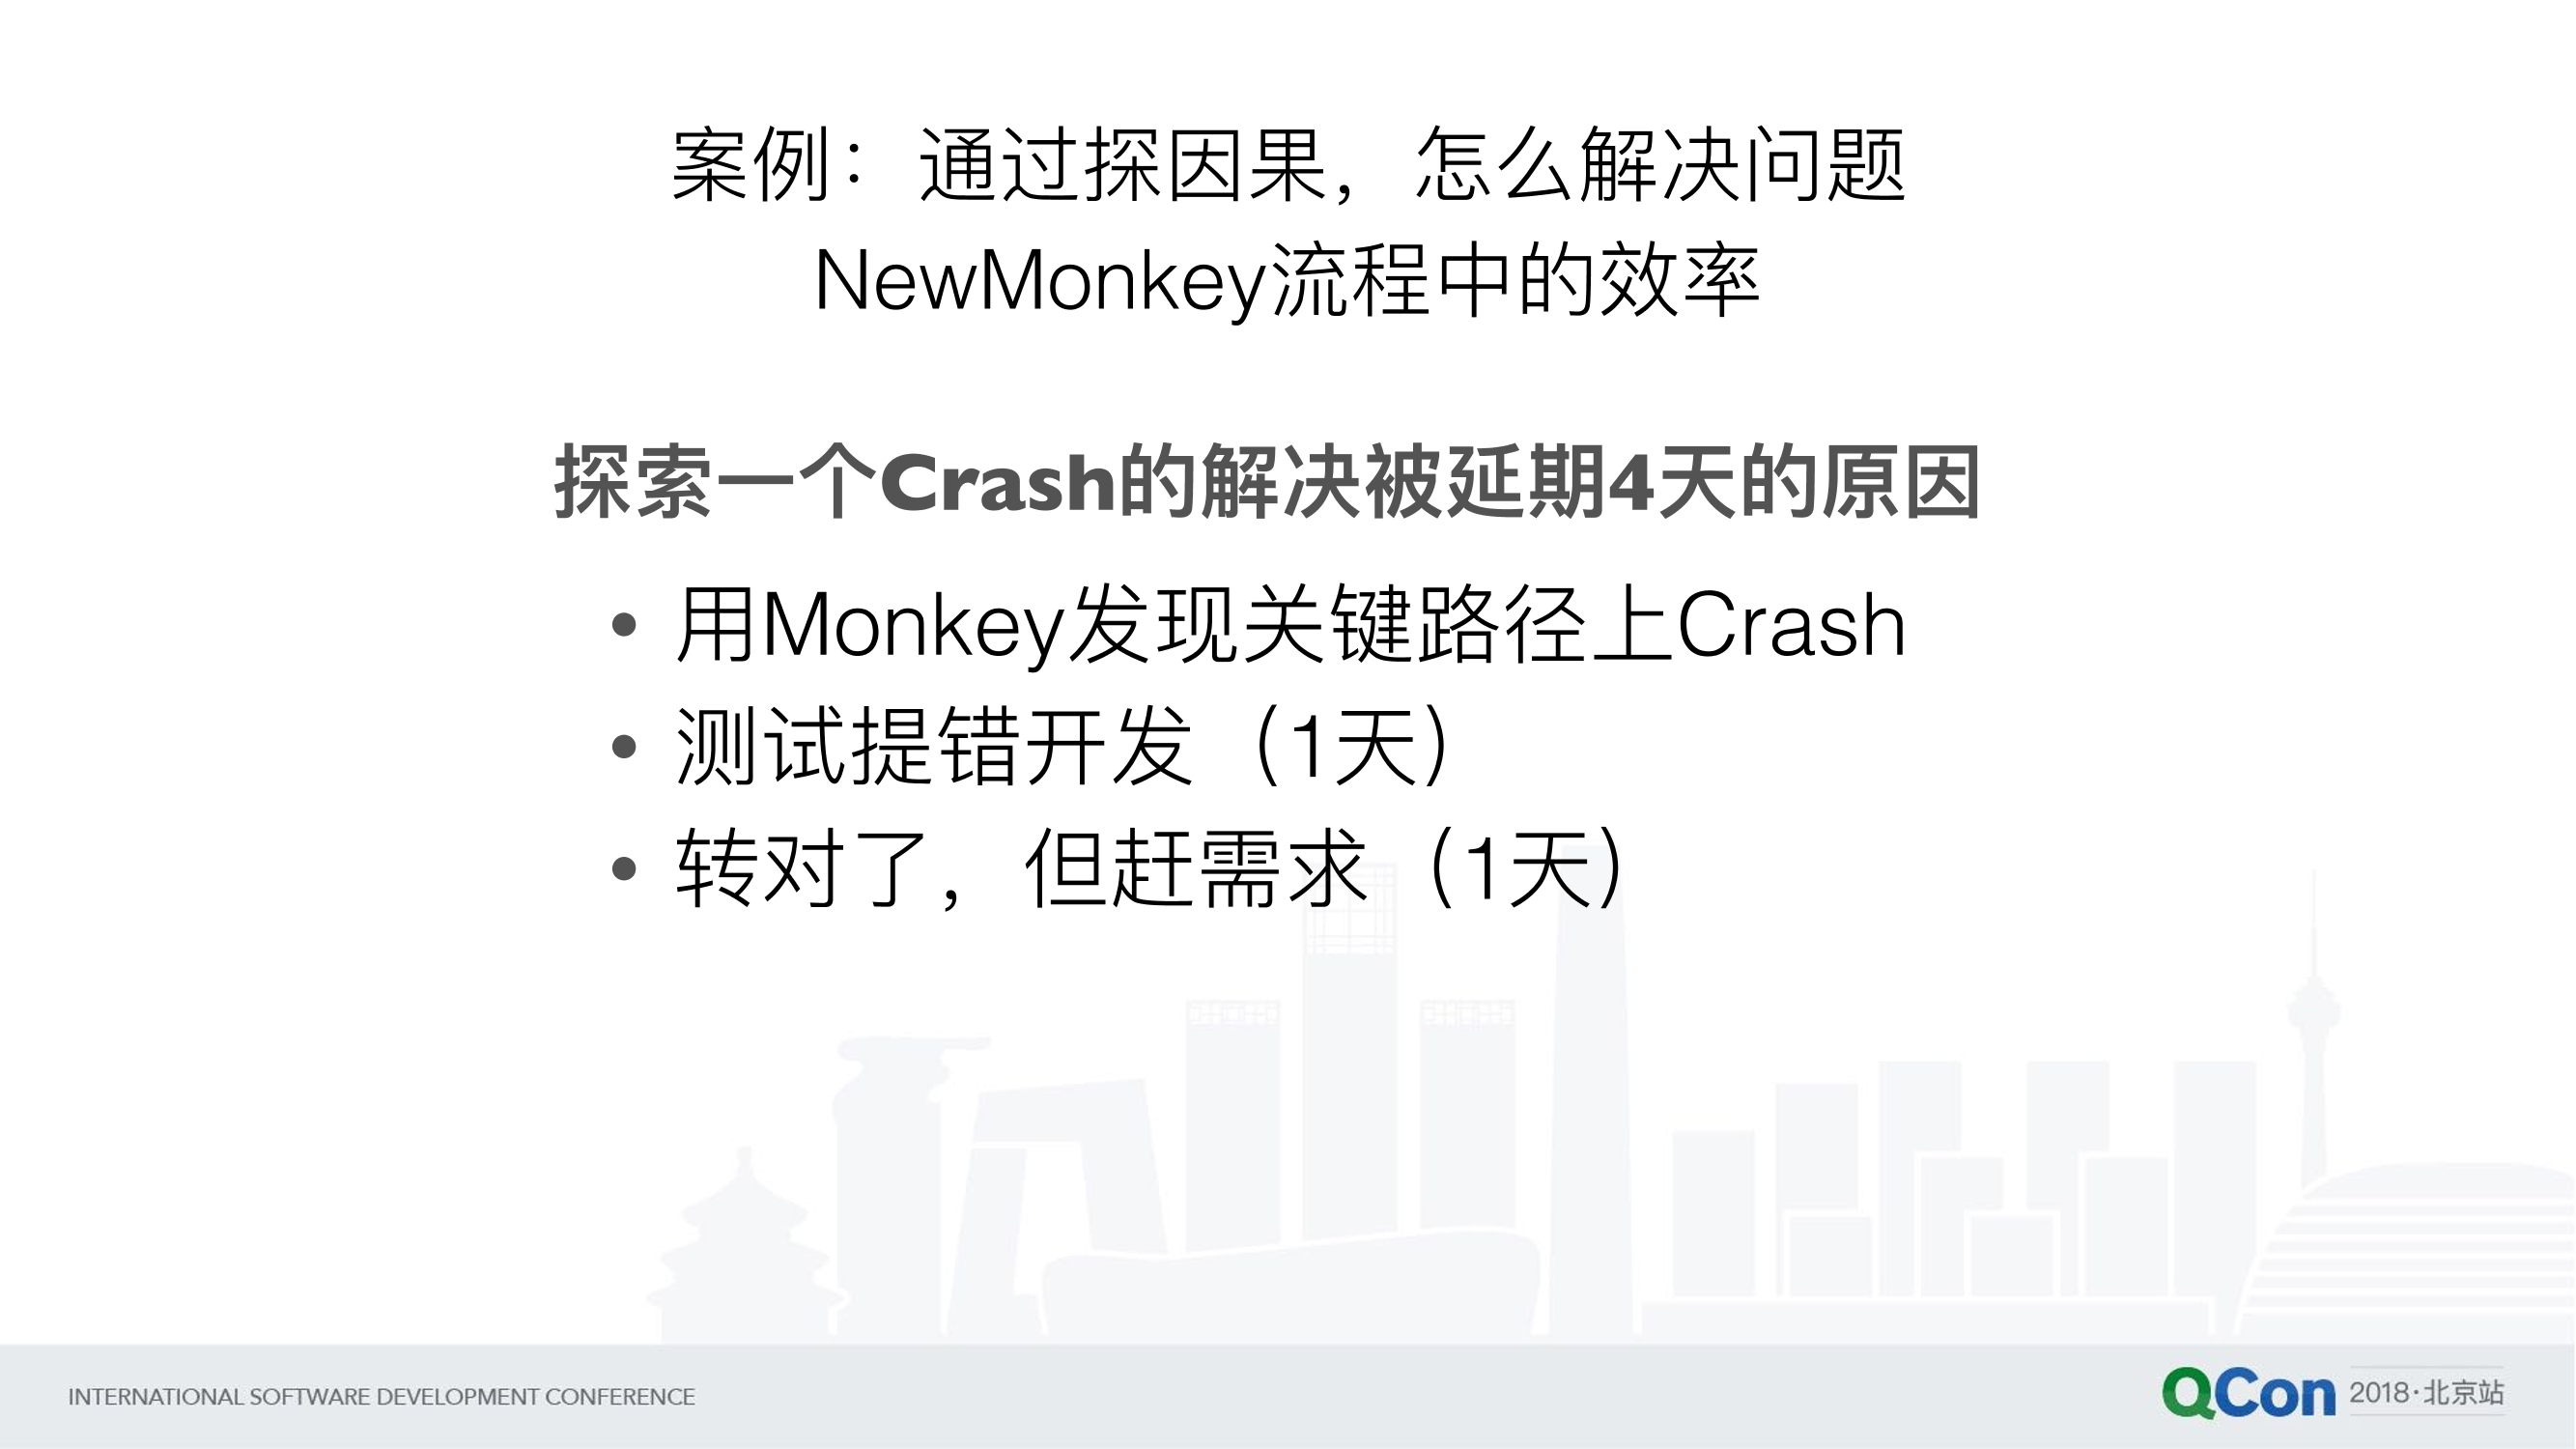 案例：通过探因果，怎么解决问题
NewMonkey流程中的效率
探索一个Crash的解决被延期4天的原因
• 用Monkey发现关键路径上Crash
• 测试提错开发（1天）
• 转对了，但赶需求（1天）
INTERNATIONAL SOFTWARE DEVELOPMENT CONFERENCE
QCon 2018·北京站